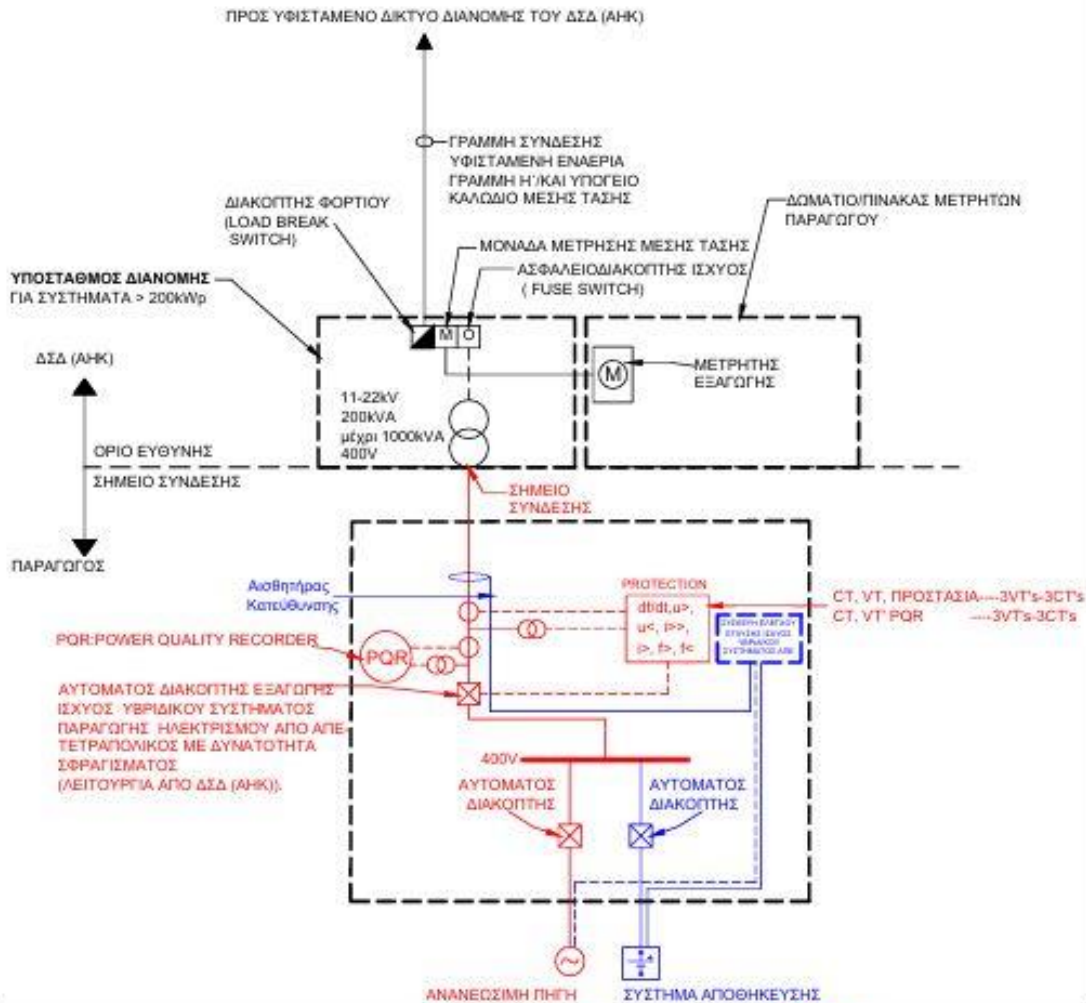 ΠΡΟΣ ΥΦΙΣΤΑΜΕΝΟ ΔΙΚΤΥΟ ΔΙΑΝΟΜΗΣ ΤΟΥ ΔΣΔ (ΑΗΚ)
ΓΡΑΜΜΗ ΣΥΝΔΕΣΗΣ
ΥΦΙΣΤΑΜΕΝΗ ΕΝΑΕΡΙΑ
ΓΡΑΜΜΗ Η΄/ΚΑΙ ΥΠΟΓΕΙΟ
ΚΑΛΩΔΙΟ ΜΕΣΗΣ ΤΑΣΗΣ
ΔΙΑΚΟΠΤΗΣ ΦΟΡΤΙΟΥ
(LOAD BREAK
SWITCH)
ΔΩΜΑΤΙΟ/ΠΙΝΑΚΑΣ ΜΕΤΡΗΤΩΝ
ΠΑΡΑΓΩΓΟΥ
ΜΟΝΑΔΑ ΜΕΤΡΗΣΗΣ ΜΕΣΗΣ ΤΑΣΗΣ
ΑΣΦΑΛΕΙΟΔΙΑΚΟΠΤΗΣ ΙΣΧΥΟΣ
( FUSE SWITCH)
ΥΠΟΣΤΑΘΜΟΣ ΔΙΑΝΟΜΗΣ
ΓΙΑ ΣΥΣΤΗΜΑΤΑ > 200kWp
M O
ΔΣΔ (ΑΗΚ)
M
ΜΕΤΡΗΤΗΣ
ΕΞΑΓΩΓΗΣ
11-22kV
200kVA
μέχρι 1000kVA
400V
ΟΡΙΟ ΕΥΘΥΝΗΣ
ΣΗΜΕΙΟ ΣΥΝΔΕΣΗΣ
ΣΗΜΕΙΟ
ΣΥΝΔΕΣΗΣ
ΠΑΡΑΓΩΓΟΣ
Αισθητήρας
Κατεύθυνσης
PROTECTION
df/dt,u>,
u<, I>>,
I>, f>, f<
CT, VT, ΠΡΟΣΤΑΣΙΑ----3VT's-3CT's
CT, VT' PQR ----3VT's-3CT's
PQR:POWER QUALITY RECORDER
PQR
ΑΥΤΟΜΑΤΟΣ ΔΙΑΚΟΠΤΗΣ ΕΞΑΓΩΓΗΣ
ΙΣΧΥΟΣ ΥΒΡΙΔΙΚΟΥ ΣΥΣΤΗΜΑΤΟΣ
ΠΑΡΑΓΩΓΗΣ ΗΛΕΚΤΡΙΣΜΟΥ ΑΠΟ ΑΠΕ-
ΤΕΤΡΑΠΟΛΙΚΟΣ ΜΕ ΔΥΝΑΤΟΤΗΤΑ
ΣΦΡΑΓΙΣΜΑΤΟΣ
(ΛΕΙΤΟΥΡΓΙΑ ΑΠΟ ΔΣΔ (ΑΗΚ)).
400V
ΑΥΤΟΜΑΤΟΣ
ΔΙΑΚΟΠΤΗΣ
ΑΥΤΟΜΑΤΟΣ
ΔΙΑΚΟΠΤΗΣ
ΑΝΑΝΕΩΣΙΜΗ ΠΗΓΗ
ΣΥΣΤΗΜΑ ΑΠΟΘΗΚΕΥΣΗΣ